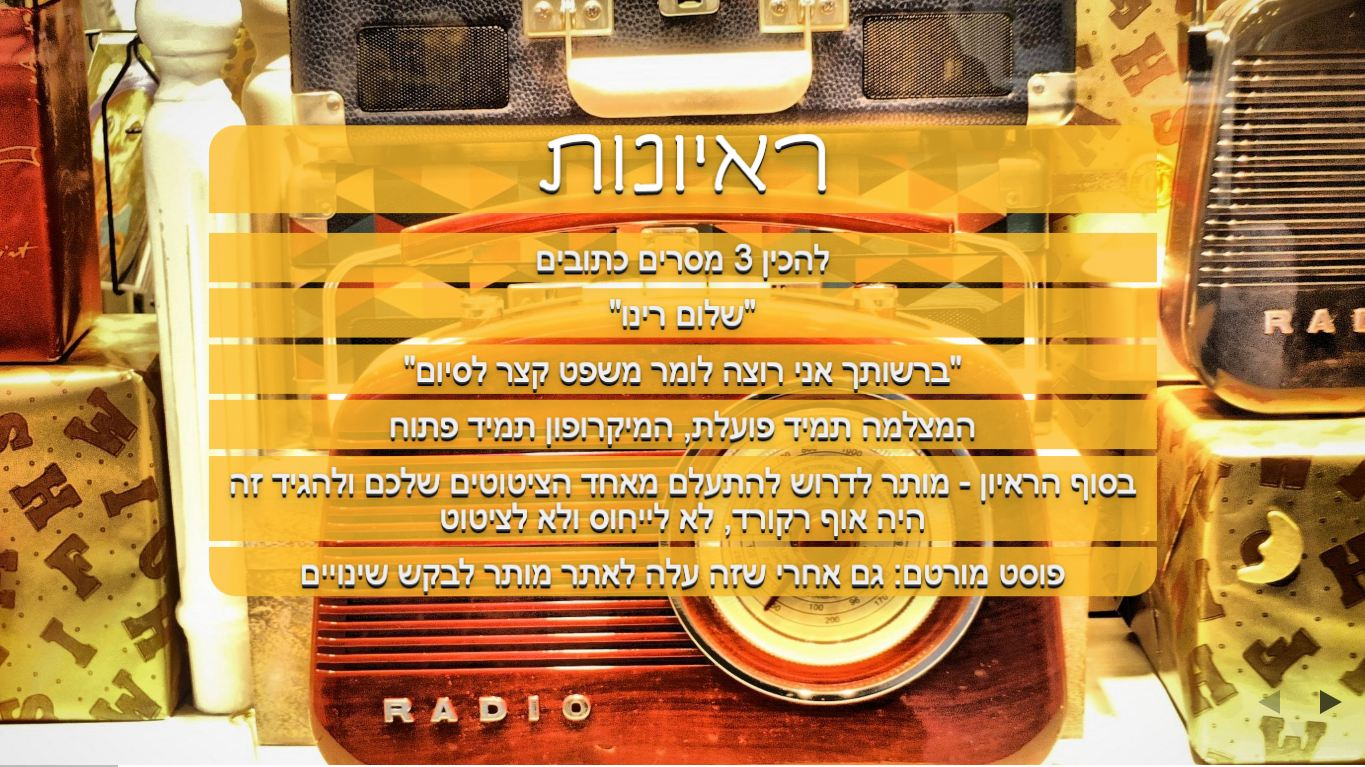 ראיונות
להכין 3 מסרים כתובים
"שלום רינו"
"ברשותך אני רוצה לומר משפט קצר לסיום"
המצלמה תמיד פועלת, המיקרופון תמיד פתוח
בסוף הראיון - מותר לדרוש להתעלם מאחד הציטוטים שלכם ולהגיד זה
היה אוף רקורד, לא לייחוס ולא לציטוט
פוסט מורטם: גם אחרי שזה עלה לאתר מותר לבקש שינויים
RADIO
RADI